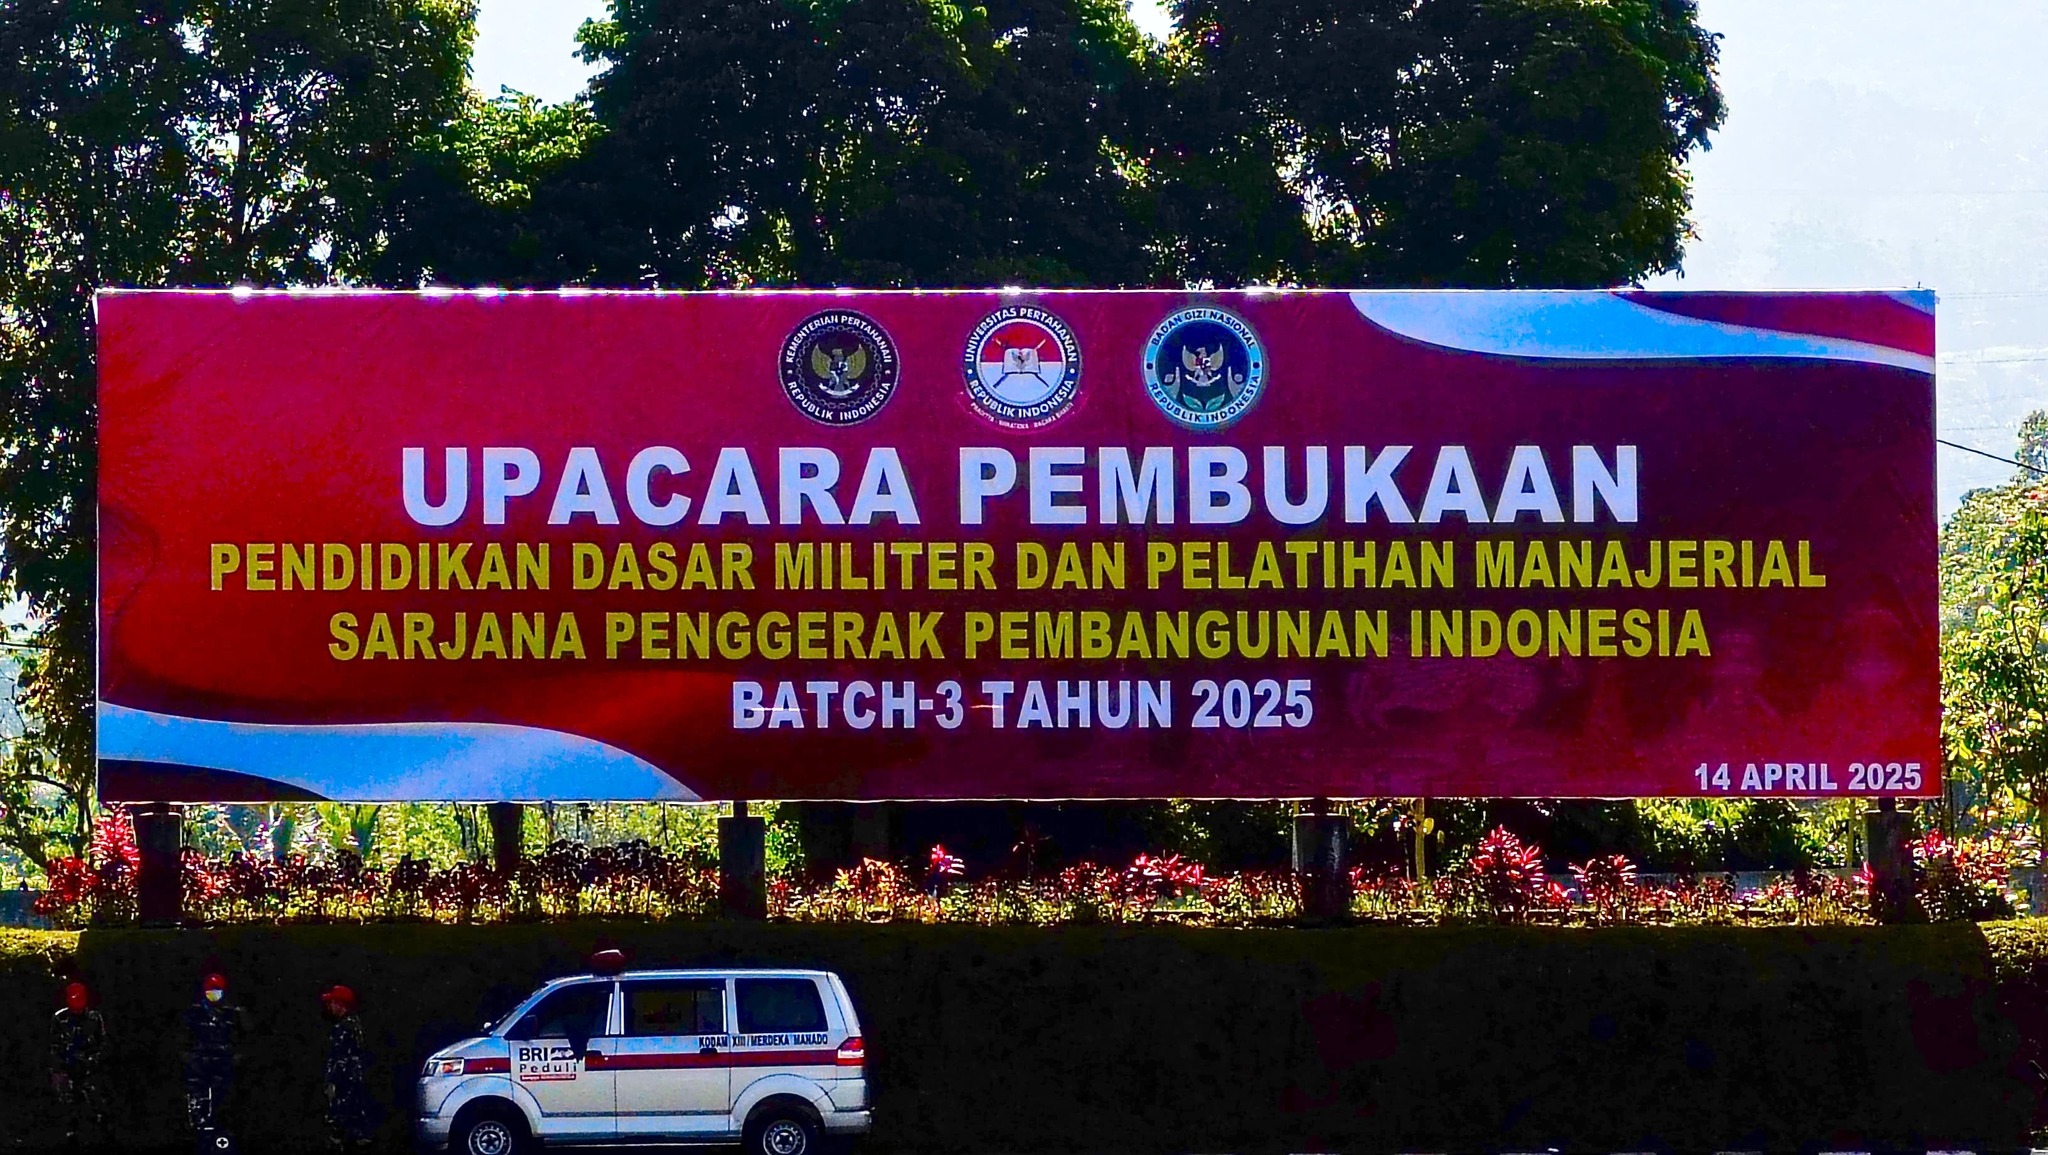 KEMENTERIAN PERTAHANAN
REPUBLIK INDONESIA
UNIVERSITAS PERTAHANAN
REPUBLIK INDONESIA
BADAN GIZI NASIONAL
REPUBLIK INDONESIA
UPACARA PEMBUKAAN
PENDIDIKAN DASAR MILITER DAN PELATIHAN MANAJERIAL
SARJANA PENGGERAK PEMBANGUNAN INDONESIA
BATCH-3 TAHUN 2025
14 APRIL 2025
KODAM XIII/MERDEKA MANADO
BRI
Peduli